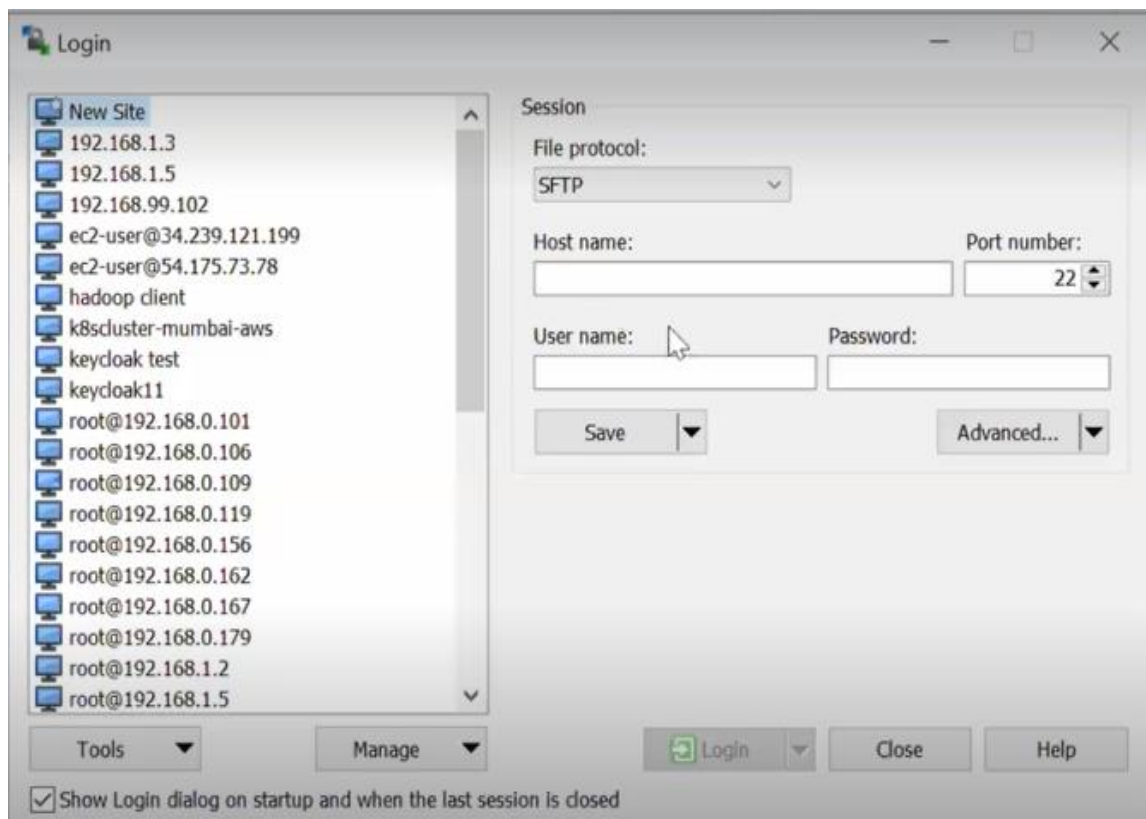 Login
New Site
192.168.1.3
192.168.1.5
192.168.99.102
ec2-user@34.239.121.199
ec2-user@54.175.73.78
hadoop client
k8scluster-mumbai-aws
keycloak test
keycloak11
root@192.168.0.101
root@192.168.0.106
root@192.168.0.109
root@192.168.0.119
root@192.168.0.156
root@192.168.0.162
root@192.168.0.167
root@192.168.0.179
root@192.168.1.2
root@192.168.1.5
Tools
Manage
Session
File protocol:
SFTP
Host name:
Port number:
22
User name:
Password:
Save
Advanced...
Login
Close
Help
Show Login dialog on startup and when the last session is closed